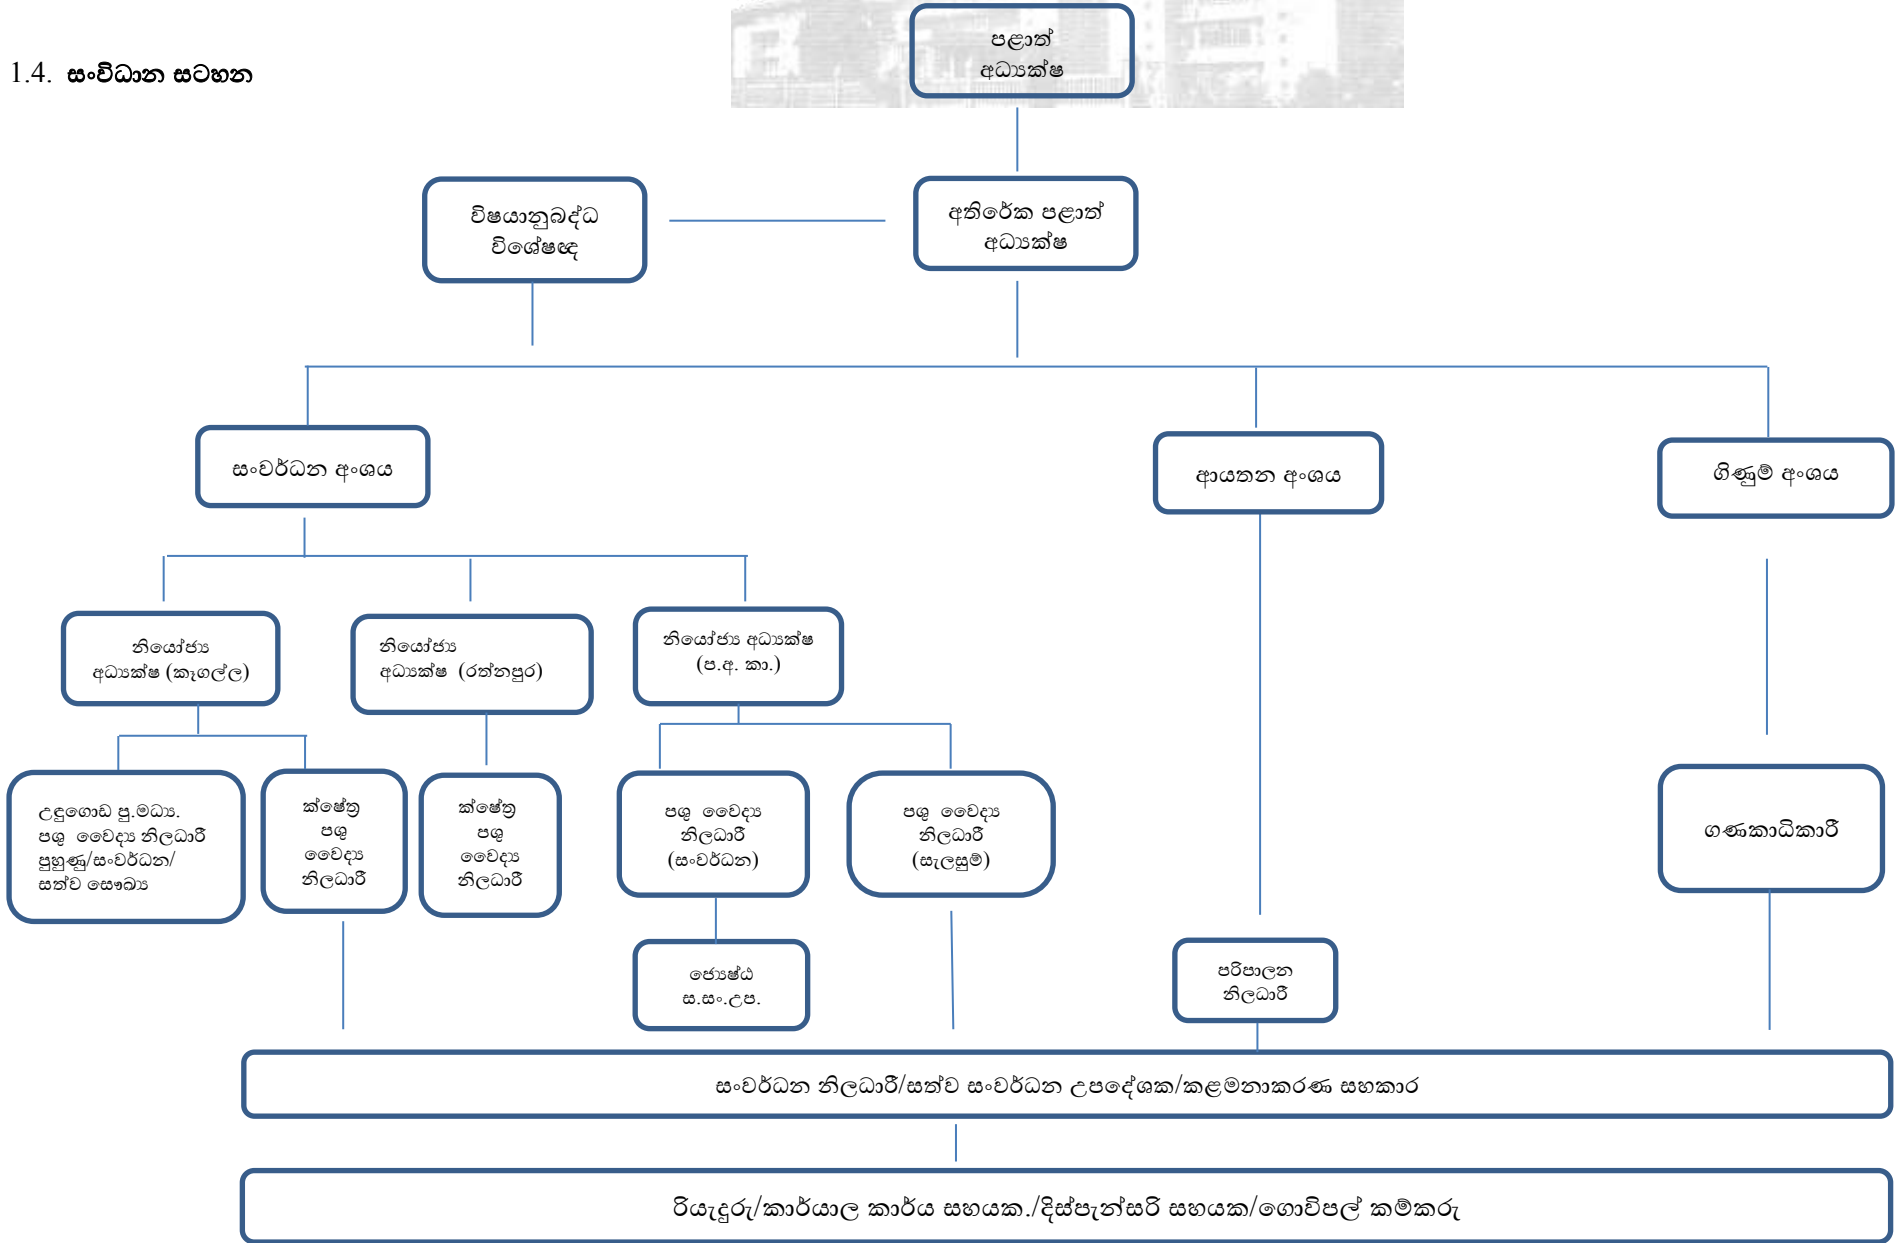 පළාත්
අධ්‍යක්ෂ
1.4. සංවිධාන සටහන
විෂයානුබද්ධ
විශේෂඥ
අතිරේක පළාත්
අධ්‍යක්ෂ
සංවර්ධන අංශය
ආයතන අංශය
ගිණුම් අංශය
නියෝජ්‍ය
අධ්‍යක්ෂ (කෑගල්ල)
නියෝජ්‍ය
අධ්‍යක්ෂ (රත්නපුර)
නියෝජ්‍ය අධ්‍යක්ෂ
(ප.අ. කා.)
උඳුගොඩ පු.මධ්‍ය.
පශු වෛද්‍ය නිලධාරී
පුහුණු/සංවර්ධන/
සත්ව සෞඛ්‍ය
ක්ෂේත්‍ර
පශු
වෛද්‍ය
නිලධාරී
ක්ෂේත්‍ර
පශු
වෛද්‍ය
නිලධාරී
පශු වෛද්‍ය
නිලධාරී
(සංවර්ධන)
පශු වෛද්‍ය
නිලධාරී
(සැලසුම්)
ගණකාධිකාරී
ජ්‍යෙෂ්ඨ
ස.සං.උප.
පරිපාලන
නිලධාරී
සංවර්ධන නිලධාරී/සත්ව සංවර්ධන උපදේශක/කළමනාකරණ සහකාර
රියැදුරු/කාර්යාල කාර්ය සහයක./දිස්පැන්සරි සහයක/ගොවිපල් කම්කරු